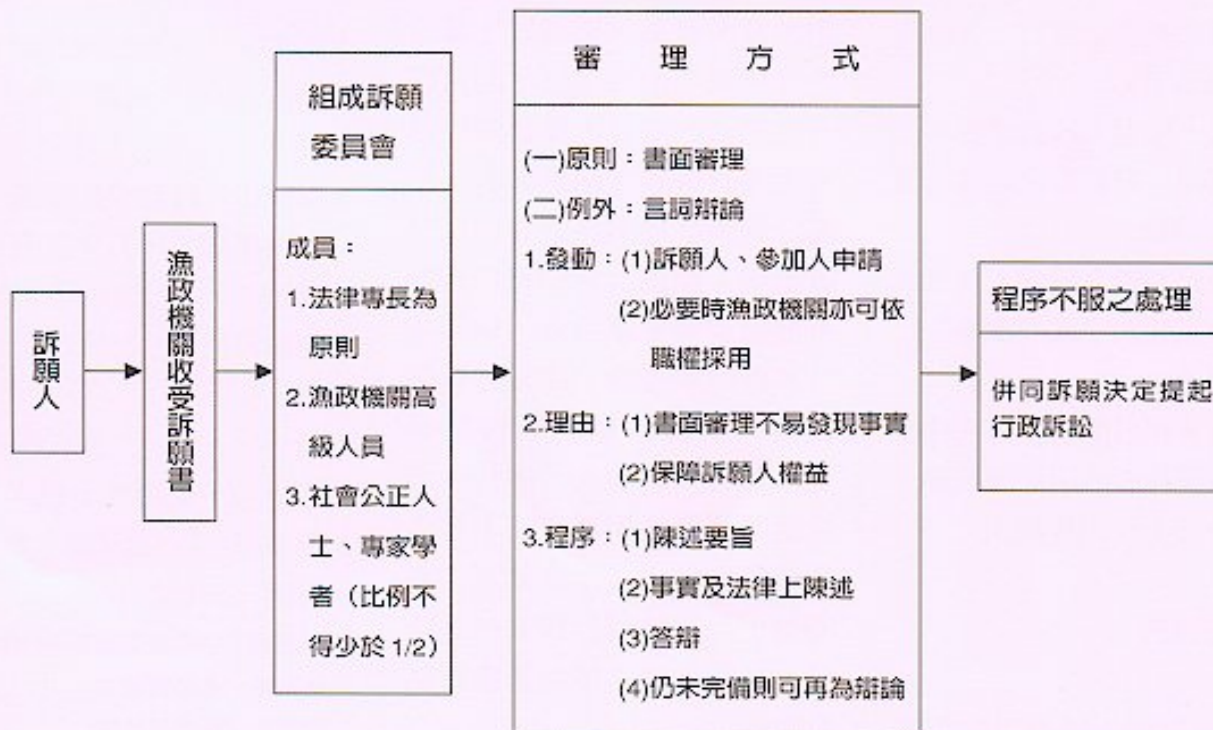 訴願人
漁政機關收受訴願書
組成訴願
委員會
成員：
1.法律專長為
原則
2.漁政機關高
級人員
3.社會公正人
士、專家學
者（比例不
得少於 1/2）
審理方式
(一)原則：書面審理
(二)例外：言詞辯論
1.發動：(1)訴願人、參加人申請
(2)必要時漁政機關亦可依
職權採用
2.理由：(1)書面審理不易發現事實
(2)保障訴願人權益
3.程序：(1)陳述要旨
(2)事實及法律上陳述
(3)答辯
(4)仍未完備則可再為辯論
程序不服之處理
併同訴願決定提起
行政訴訟